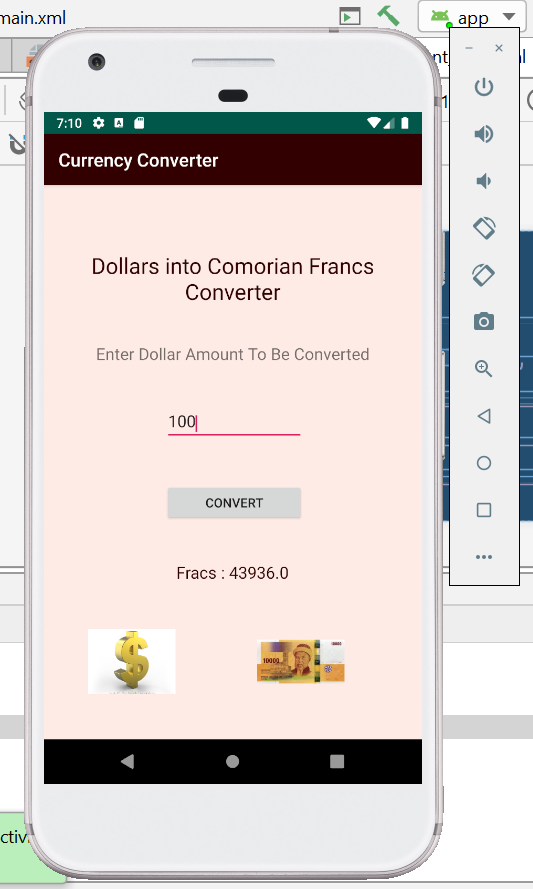 main.xml
app
7:10
Currency Converter
Dollars into Comorian Francs
Converter
Enter Dollar Amount To Be Converted
100
CONVERT
Fracs : 43936.0
10000